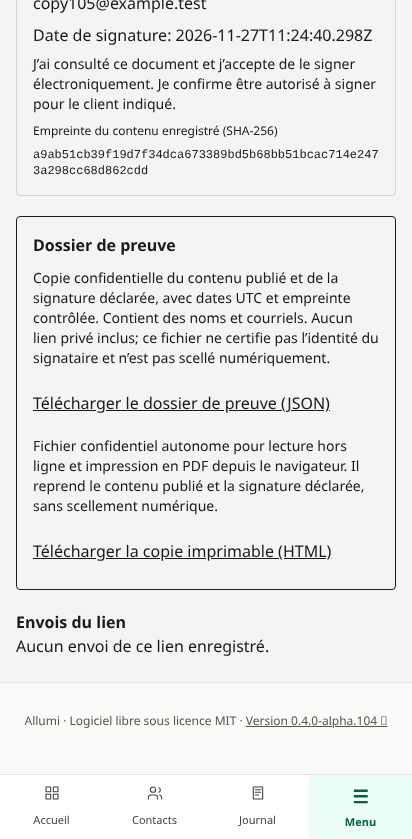 copy105@example.test
Date de signature: 2026-11-27T11:24:40.298Z
J’ai consulté ce document et j’accepte de le signer
électroniquement. Je confirme être autorisé à signer
pour le client indiqué.
Empreinte du contenu enregistré (SHA-256)
a9ab51cb39f19d7f34dca673389bd5b68bb51bcac714e247
3a298cc68d862cdd
Dossier de preuve
Copie confidentielle du contenu publié et de la
signature déclarée, avec dates UTC et empreinte
contrôlée. Contient des noms et courriels. Aucun
lien privé inclus; ce fichier ne certifie pas l’identité du
signataire et n’est pas scellé numériquement.
Télécharger le dossier de preuve (JSON)
Fichier confidentiel autonome pour lecture hors
ligne et impression en PDF depuis le navigateur. Il
reprend le contenu publié et la signature déclarée,
sans scellement numérique.
Télécharger la copie imprimable (HTML)
Envois du lien
Aucun envoi de ce lien enregistré.
Allumi · Logiciel libre sous licence MIT · Version 0.4.0-alpha.104
Accueil
Contacts
Journal
Menu